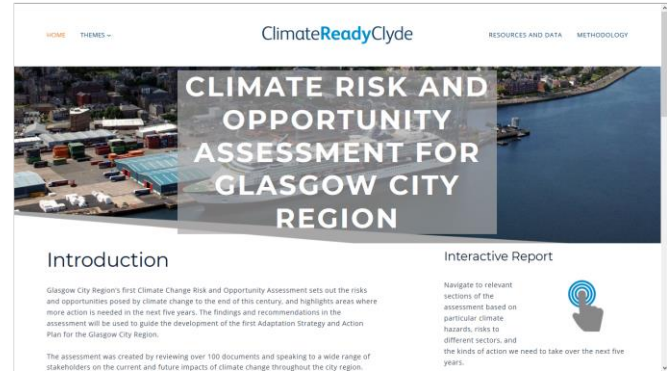 HOME THEMES
ClimateReadyClyde
RESOURCES AND DATA METHODOLOGY
CLIMATE RISK AND
OPPORTUNITY
ASSESSMENT FOR
GLASGOW CITY
REGION
Introduction
Glasgow City Region's first Climate Change Risk and Opportunity Assessment sets out the risks
and opportunities posed by climate change to the end of this century, and highlights areas where
more action is needed in the next five years. The findings and recommendations in the
assessment will be used to guide the development of the first Adaptation Strategy and Action
Plan for the Glasgow City Region.
The assessment was created by reviewing over 100 documents and speaking to a wide range of
stakeholders on the current and future impacts of climate change throughout the city region.
Interactive Report
Navigate to relevant
sections of the
assessment based on
particular climate
hazards, risks to
different sectors, and
the kinds of action we need to take over the next five
years.